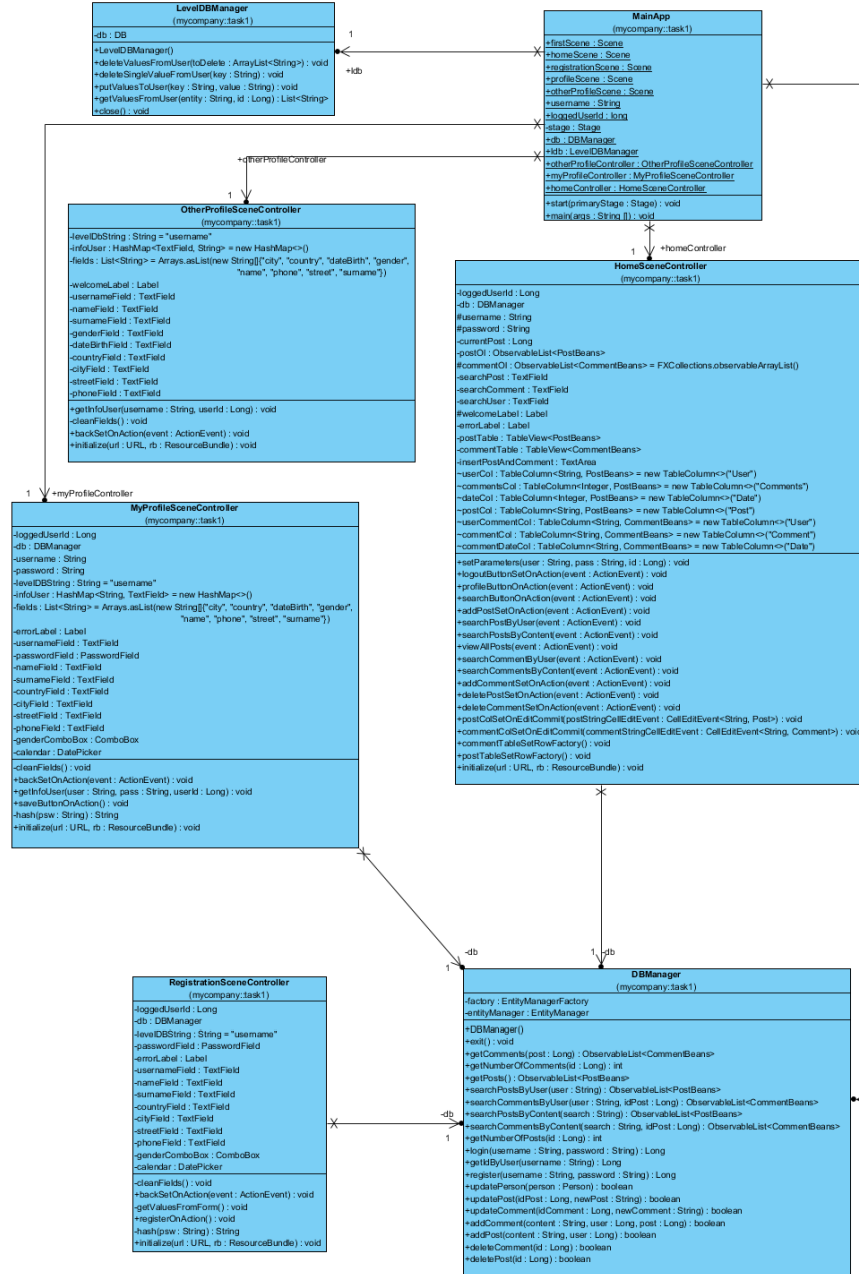 LevelDBManager
(mycompany::task1)
-db : DB
+LevelDBManager()
+deleteValuesFromUser(toDelete : ArrayList<String>) : void
+deleteSingleValueFromUser(key : String) : void
+putValuesToUser(key : String, value : String) : void
+getValuesFromUser(entity : String, id : Long) : List<String>
+close() : void
1
+ldb
MainApp
(mycompany::task1)
+firstScene : Scene
+homeScene : Scene
+registrationScene : Scene
+profileScene : Scene
+otherProfileScene : Scene
+username : String
+loggedUserId : long
-stage : Stage
+db : DBManager
+ldb : LevelDBManager
+otherProfileController : OtherProfileSceneController
+myProfileController : MyProfileSceneController
+homeController : HomeSceneController
+start(primaryStage : Stage) : void
+main(args : String []) : void
+otherProfileController
1
OtherProfileSceneController
(mycompany::task1)
-levelDbString : String = "username"
-infoUser : HashMap<TextField, String> = new HashMap<>()
-fields : List<String> = Arrays.asList(new String[]{"city", "country", "dateBirth", "gender",
"name", "phone", "street", "surname"})
-welcomeLabel : Label
-usernameField : TextField
-nameField : TextField
-surnameField : TextField
-genderField : TextField
-dateBirthField : TextField
-countryField : TextField
-cityField : TextField
-streetField : TextField
-phoneField : TextField
+getInfoUser(username : String, userId : Long) : void
-cleanFields() : void
+backSetOnAction(event : ActionEvent) : void
+initialize(url : URL, rb : ResourceBundle) : void
1
+homeController
HomeSceneController
(mycompany::task1)
-loggedUserId : Long
-db : DBManager
#username : String
#password : String
-currentPost : Long
-postOl : ObservableList<PostBeans>
#commentOl : ObservableList<CommentBeans> = FXCollections.observableArrayList()
-searchPost : TextField
-searchComment : TextField
-searchUser : TextField
#welcomeLabel : Label
-errorLabel : Label
-postTable : TableView<PostBeans>
-commentTable : TableView<CommentBeans>
-insertPostAndComment : TextArea
~userCol : TableColumn<String, PostBeans> = new TableColumn<>("User")
~commentsCol : TableColumn<Integer, PostBeans> = new TableColumn<>("Comments")
~dateCol : TableColumn<Integer, PostBeans> = new TableColumn<>("Date")
~postCol : TableColumn<String, PostBeans> = new TableColumn<>("Post")
~userCommentCol : TableColumn<String, CommentBeans> = new TableColumn<>("User")
~commentCol : TableColumn<String, CommentBeans> = new TableColumn<>("Comment")
~commentDateCol : TableColumn<String, CommentBeans> = new TableColumn<>("Date")
+setParameters(user : String, pass : String, id : Long) : void
+logoutButtonSetOnAction(event : ActionEvent) : void
+profileButtonOnAction(event : ActionEvent) : void
+searchButtonOnAction(event : ActionEvent) : void
+addPostSetOnAction(event : ActionEvent) : void
+searchPostByUser(event : ActionEvent) : void
+searchPostsByContent(event : ActionEvent) : void
+viewAllPosts(event : ActionEvent) : void
+searchCommentByUser(event : ActionEvent) : void
+searchCommentsByContent(event : ActionEvent) : void
+addCommentSetOnAction(event : ActionEvent) : void
+deletePostSetOnAction(event : ActionEvent) : void
+deleteCommentSetOnAction(event : ActionEvent) : void
+postColSetOnEditCommit(postStringCellEditEvent : CellEditEvent<String, Post>) : void
+commentColSetOnEditCommit(commentStringCellEditEvent : CellEditEvent<String, Comment>) : void
+commentTableSetRowFactory() : void
+postTableSetRowFactory() : void
+initialize(url : URL, rb : ResourceBundle) : void
1
+myProfileController
MyProfileSceneController
(mycompany::task1)
-loggedUserId : Long
-db : DBManager
-username : String
-password : String
-levelDBString : String = "username"
-infoUser : HashMap<String, TextField> = new HashMap<>()
-fields : List<String> = Arrays.asList(new String[]{"city", "country", "dateBirth", "gender",
"name", "phone", "street", "surname"})
-errorLabel : Label
-usernameField : TextField
-passwordField : PasswordField
-nameField : TextField
-surnameField : TextField
-countryField : TextField
-cityField : TextField
-streetField : TextField
-phoneField : TextField
-genderComboBox : ComboBox
-calendar : DatePicker
-cleanFields() : void
+backSetOnAction(event : ActionEvent) : void
+getInfoUser(user : String, pass : String, userId : Long) : void
+saveButtonOnAction() : void
-hash(psw : String) : String
+initialize(url : URL, rb : ResourceBundle) : void
-db
1
1
-db
RegistrationSceneController
(mycompany::task1)
-loggedUserId : Long
-db : DBManager
-levelDBString : String = "username"
-passwordField : PasswordField
-errorLabel : Label
-usernameField : TextField
-nameField : TextField
-surnameField : TextField
-countryField : TextField
-cityField : TextField
-streetField : TextField
-phoneField : TextField
-genderComboBox : ComboBox
-calendar : DatePicker
-cleanFields() : void
+backSetOnAction(event : ActionEvent) : void
-getValuesFromForm() : void
+registerOnAction() : void
-hash(psw : String) : String
+initialize(url : URL, rb : ResourceBundle) : void
-db
1
DBManager
(mycompany::task1)
-factory : EntityManagerFactory
-entityManager : EntityManager
+DBManager()
+exit() : void
+getComments(post : Long) : ObservableList<CommentBeans>
+getNumberOfComments(id : Long) : int
+getPosts() : ObservableList<PostBeans>
+searchPostsByUser(user : String) : ObservableList<PostBeans>
+searchCommentsByUser(user : String, idPost : Long) : ObservableList<CommentBeans>
+searchPostsByContent(search : String) : ObservableList<PostBeans>
+searchCommentsByContent(search : String, idPost : Long) : ObservableList<CommentBeans>
+getNumberOfPosts(id : Long) : int
+login(username : String, password : String) : Long
+getIdByUser(username : String) : Long
+register(username : String, password : String) : Long
+updatePerson(person : Person) : boolean
+updatePost(idPost : Long, newPost : String) : boolean
+updateComment(idComment : Long, newComment : String) : boolean
+addComment(content : String, user : Long, post : Long) : boolean
+addPost(content : String, user : Long) : boolean
+deleteComment(id : Long) : boolean
+deletePost(id : Long) : boolean